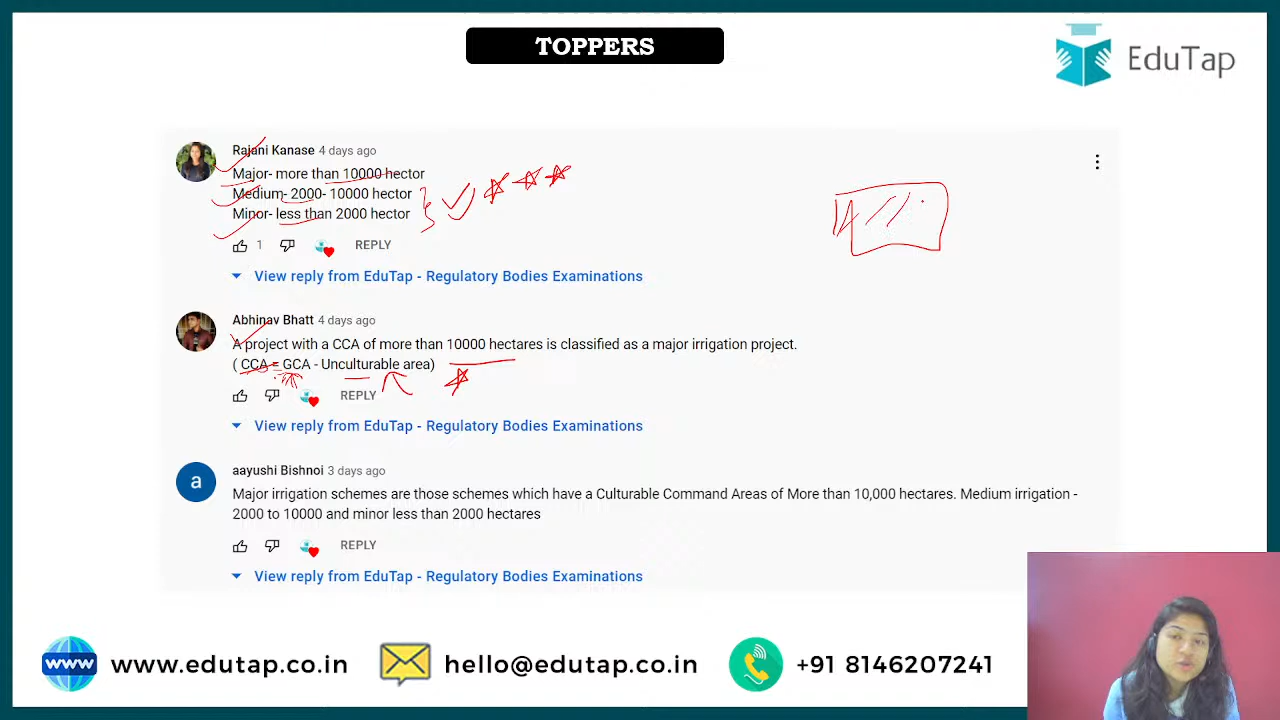 TOPPERS
EduTap
Rajani Kanase 4 days ago
Major- more than 10000 hector
Medium- 2000- 10000 hector
Minor- less than 2000 hector
1 REPLY
View reply from EduTap - Regulatory Bodies Examinations
Abhinav Bhatt 4 days ago
A project with a CCA of more than 10000 hectares is classified as a major irrigation project.
( CCA = GCA - Unculturable area)
REPLY
View reply from EduTap - Regulatory Bodies Examinations
a
aayushi Bishnoi 3 days ago
Major irrigation schemes are those schemes which have a Culturable Command Areas of More than 10,000 hectares. Medium irrigation -
2000 to 10000 and minor less than 2000 hectares
REPLY
View reply from EduTap - Regulatory Bodies Examinations
www www.edutap.co.in hello@edutap.co.in +91 8146207241